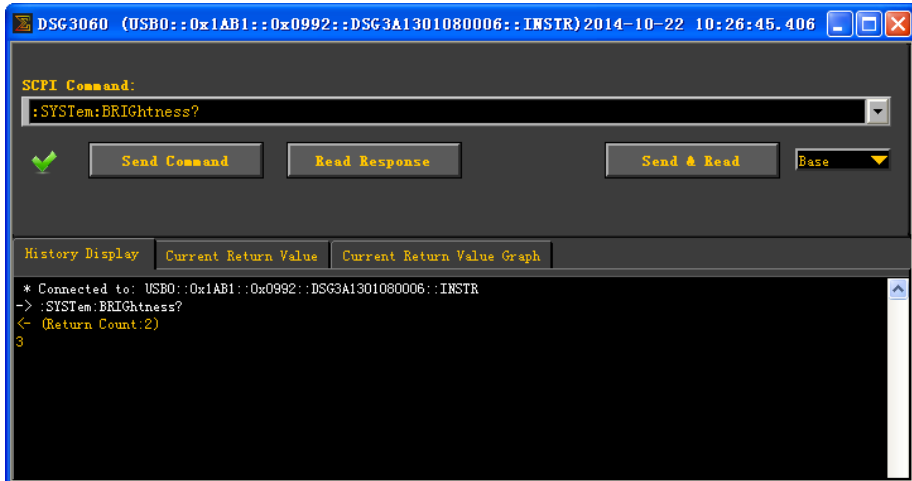 DSG3060 (USB0::0x1AB1::0x0992::DSG3A1301080006::INSTR)2014-10-22 10:26:45.406
SCPI Command:
:SYSTem:BRIGhtness?
Send Command Read Response Send & Read Base
History Display Current Return Value Current Return Value Graph
* Connected to: USB0::0x1AB1::0x0992::DSG3A1301080006::INSTR
-> :SYSTem:BRIGhtness?
<- (Return Count:2)
3